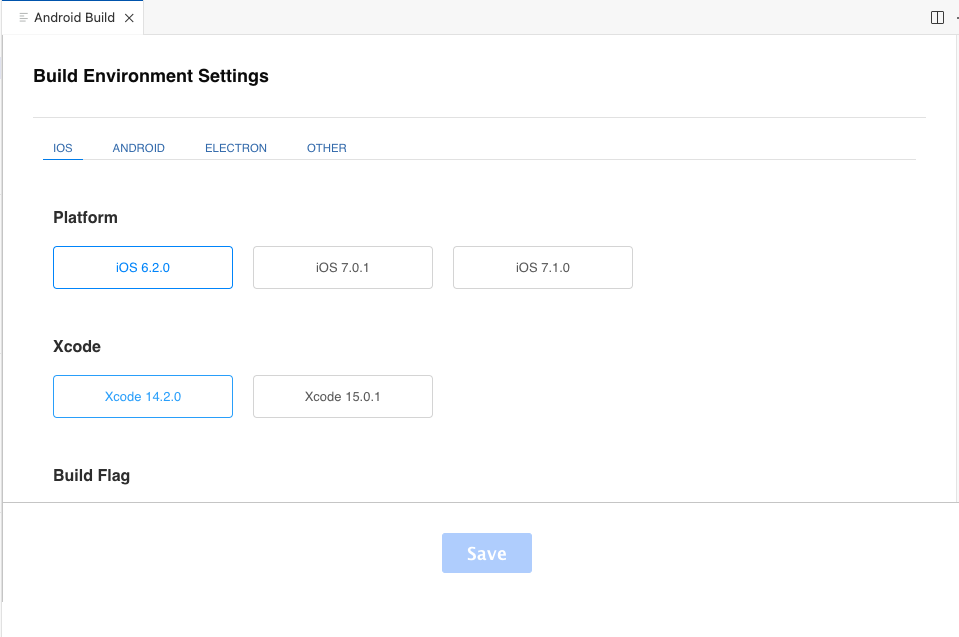 Android Build
Build Environment Settings
IOS ANDROID ELECTRON OTHER
Platform
iOS 6.2.0 iOS 7.0.1 iOS 7.1.0
Xcode
Xcode 14.2.0 Xcode 15.0.1
Build Flag
Save